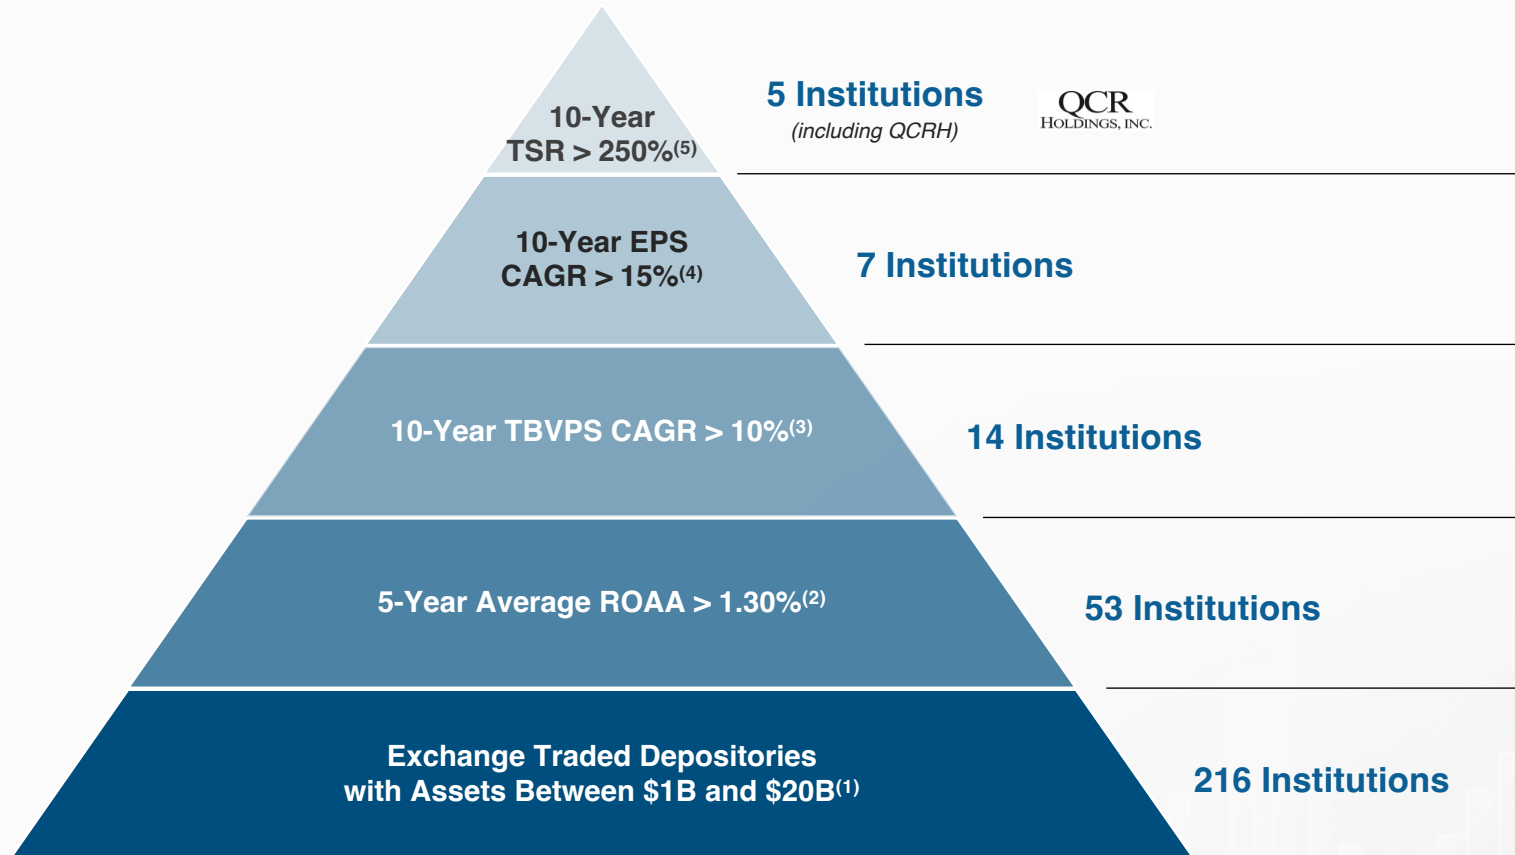 10-Year
TSR > 250%(5)
5 Institutions
(including QCRH)
QCR
HOLDINGS, INC.
10-Year EPS
CAGR > 15%(4)
7 Institutions
10-Year TBVPS CAGR > 10%(3)
14 Institutions
5-Year Average ROAA > 1.30%(2)
53 Institutions
Exchange Traded Depositories
with Assets Between $1B and $20B(1)
216 Institutions